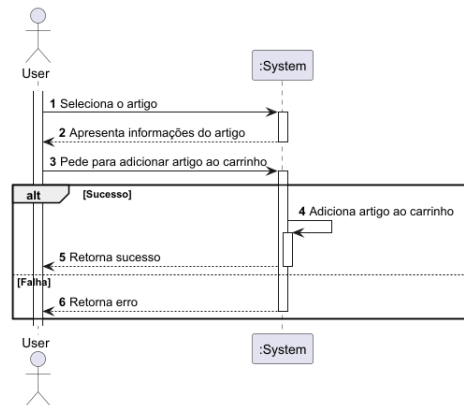 User
:System
1 Seleciona o artigo
2 Apresenta informações do artigo
3 Pede para adicionar artigo ao carrinho
alt [Sucesso]
4 Adiciona artigo ao carrinho
5 Retorna sucesso
[Falha]
6 Retorna erro
User
:System